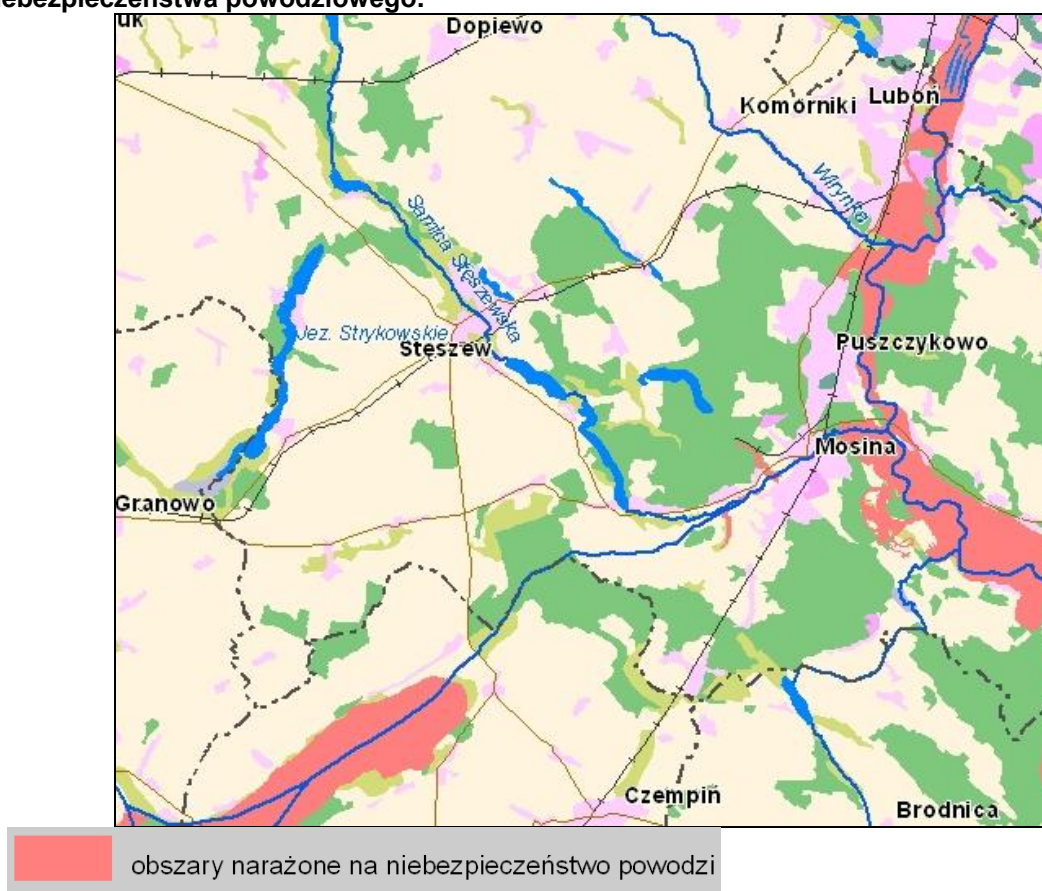 niebezpieczeństwa powodziowego.
uk
Dopiewo
Komorniki
Luboń
Wirynka
Samica Stęszewska
Jez. Strykowskie
Stęszew
Puszczykowo
Mosina
Granowo
Czempiń
Brodnica
obszary narażone na niebezpieczeństwo powodzi